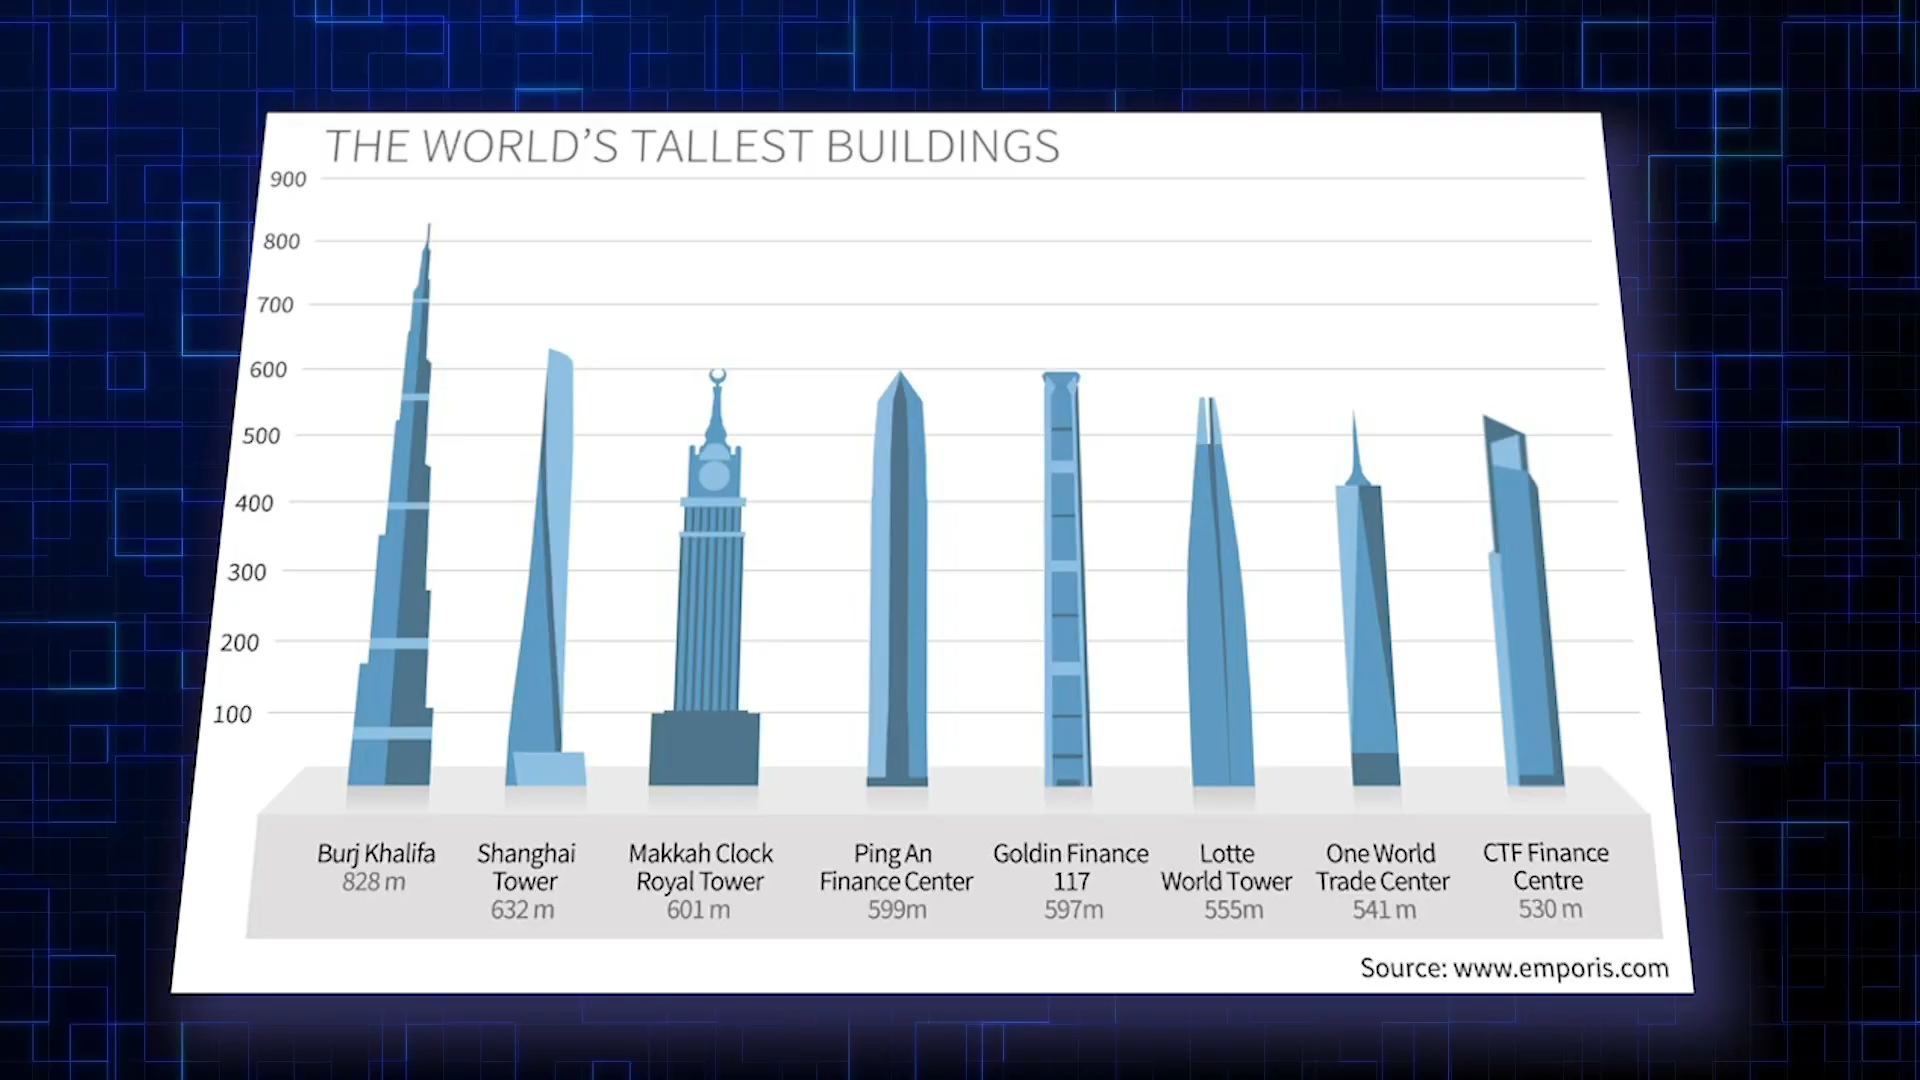 THE WORLD'S TALLEST BUILDINGS
900
800
700
600
500
400
300
200
100
Burj Khalifa
828 m
Shanghai
Tower
632 m
Makkah Clock
Royal Tower
601 m
Ping An
Finance Center
599m
Goldin Finance
117
597m
Lotte
World Tower
555m
One World
Trade Center
541 m
CTF Finance
Centre
530 m
Source: www.emporis.com